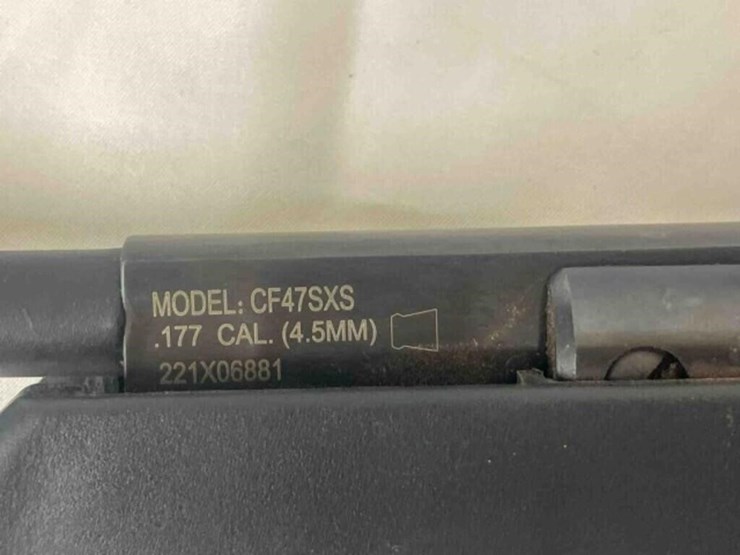 MODEL: CF47SXS
.177 CAL. (4.5MM)
221X06881